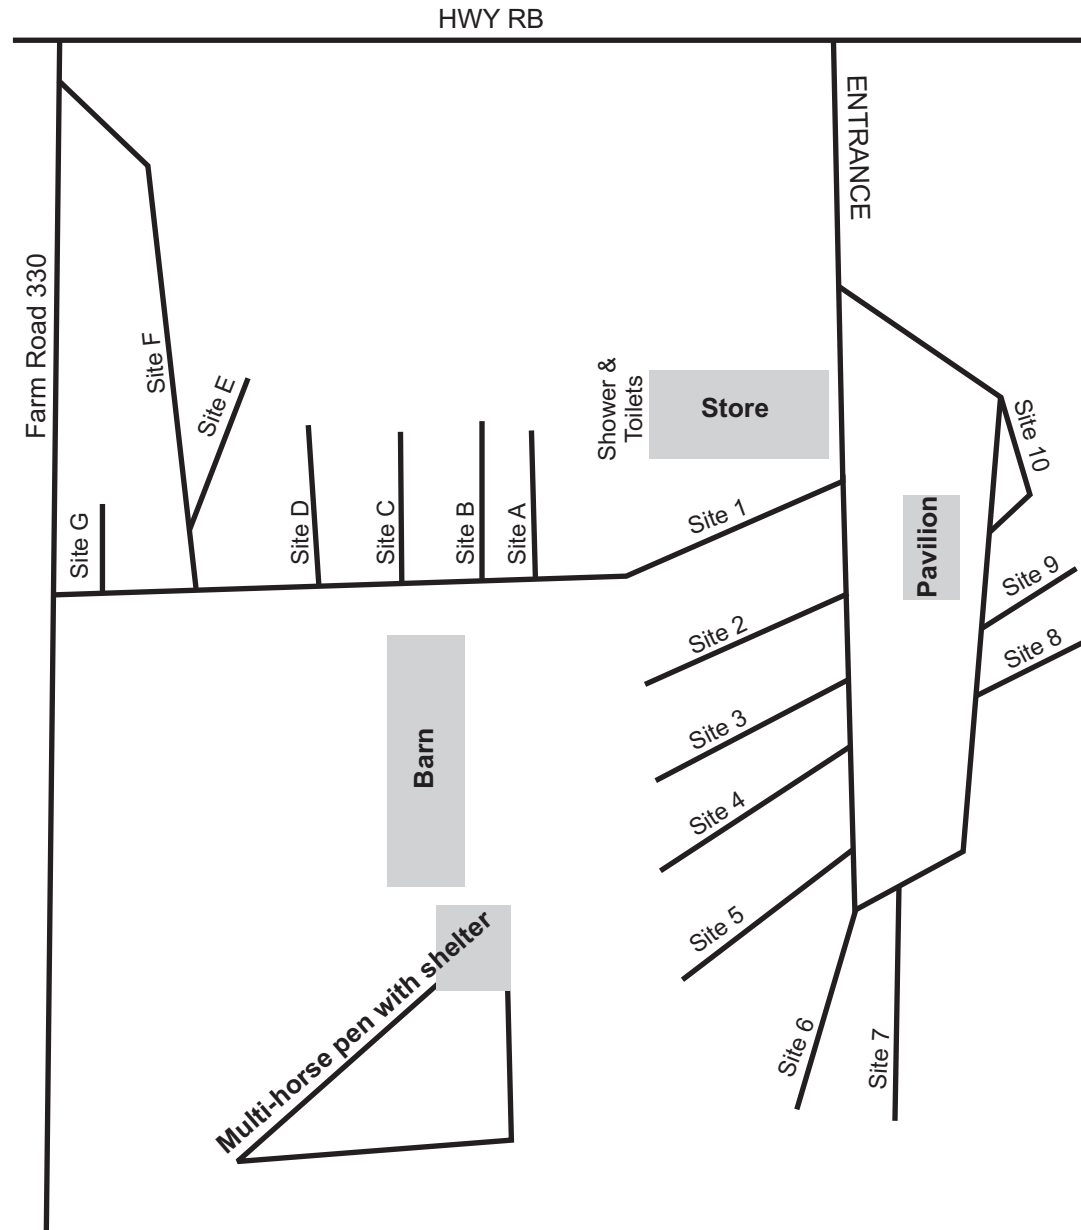 HWY RB
ENTRANCE
Farm Road 330
Site F
Site E
Shower &
Toilets
Store
Site 10
Site G
Site D
Site C
Site B
Site A
Site 1
Pavilion
Site 9
Site 2
Site 8
Site 3
Barn
Site 4
Site 5
Multi-horse pen with shelter
Site 6
Site 7